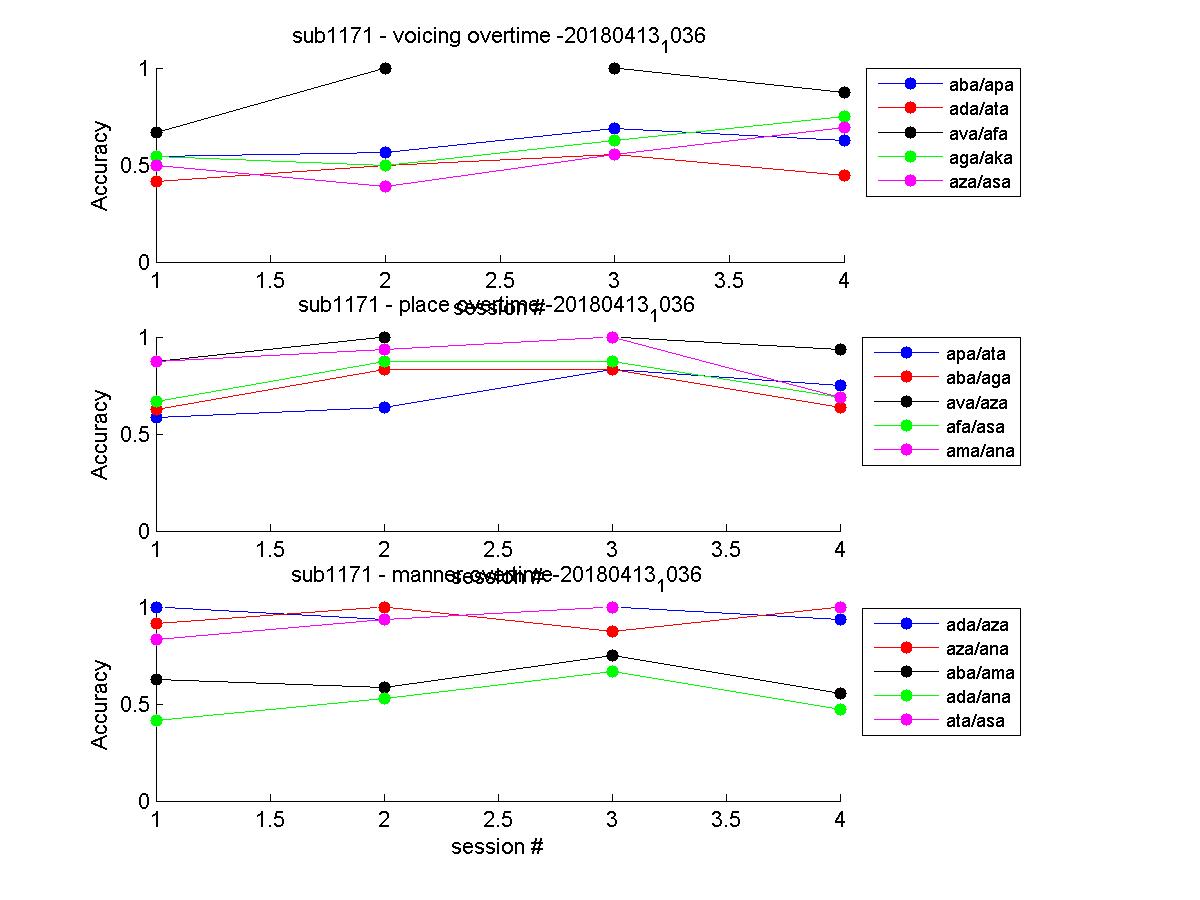 sub1171 - voicing overtime -20180413_1036
1
0.5
0
Accuracy
1 1.5 2 2.5 3 3.5 4
session #
aba/apa
ada/ata
ava/afa
aga/aka
aza/asa
sub1171 - place overtime -20180413_1036
1
0.5
0
Accuracy
1 1.5 2 2.5 3 3.5 4
session #
apa/ata
aba/aga
ava/aza
afa/asa
ama/ana
sub1171 - manner overtime -20180413_1036
1
0.5
0
Accuracy
1 1.5 2 2.5 3 3.5 4
session #
ada/aza
aza/ana
aba/ama
ada/ana
ata/asa